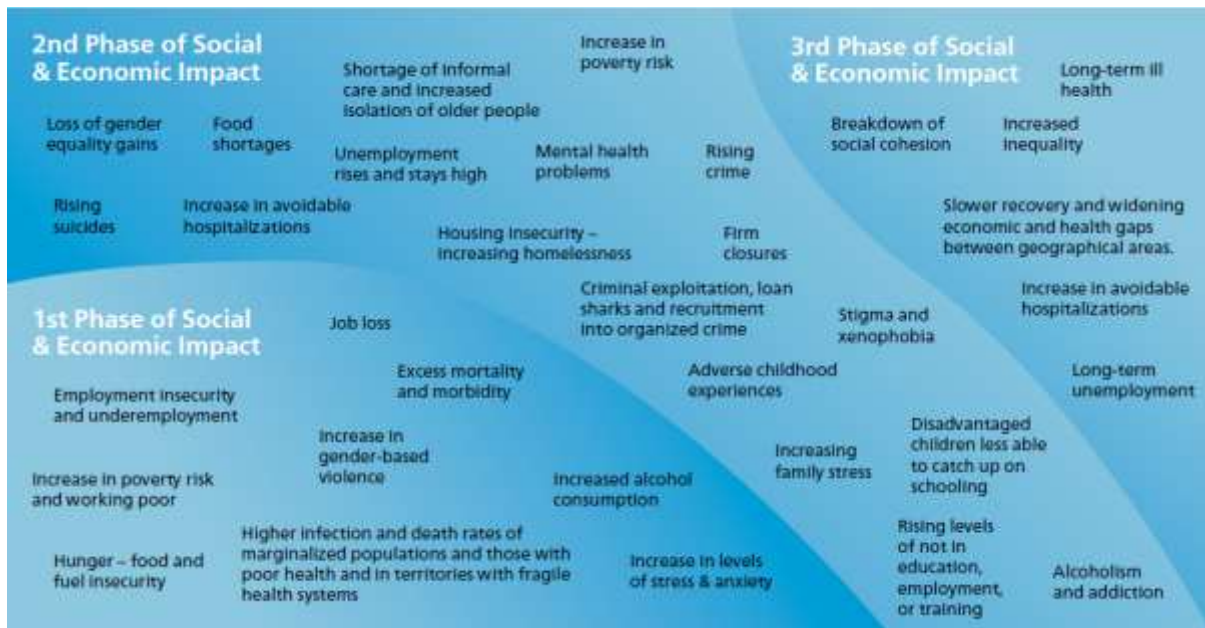 2nd Phase of Social
& Economic Impact
Increase in
poverty risk
Shortage of informal
care and increased
isolation of older people
Loss of gender
equality gains
Food
shortages
Unemployment
rises and stays high
Mental health
problems
Rising
crime
Rising
suicides
Increase in avoidable
hospitalizations
Housing insecurity –
increasing homelessness
Firm
closures
Criminal exploitation, loan
sharks and recruitment
into organized crime
Stigma and
xenophobia
Adverse childhood
experiences
Increasing
family stress
Disadvantaged
children less able
to catch up on
schooling
Rising levels
of not in
education,
employment,
or training
3rd Phase of Social
& Economic Impact
Long-term ill
health
Breakdown of
social cohesion
Increased
inequality
Slower recovery and widening
economic and health gaps
between geographical areas.
Increase in avoidable
hospitalizations
Long-term
unemployment
Alcoholism
and addiction
1st Phase of Social
& Economic Impact
Job loss
Excess mortality
and morbidity
Employment insecurity
and underemployment
Increase in
gender-based
violence
Increased alcohol
consumption
Increase in poverty risk
and working poor
Hunger – food and
fuel insecurity
Higher infection and death rates of
marginalized populations and those with
poor health and in territories with fragile
health systems
Increase in levels
of stress & anxiety